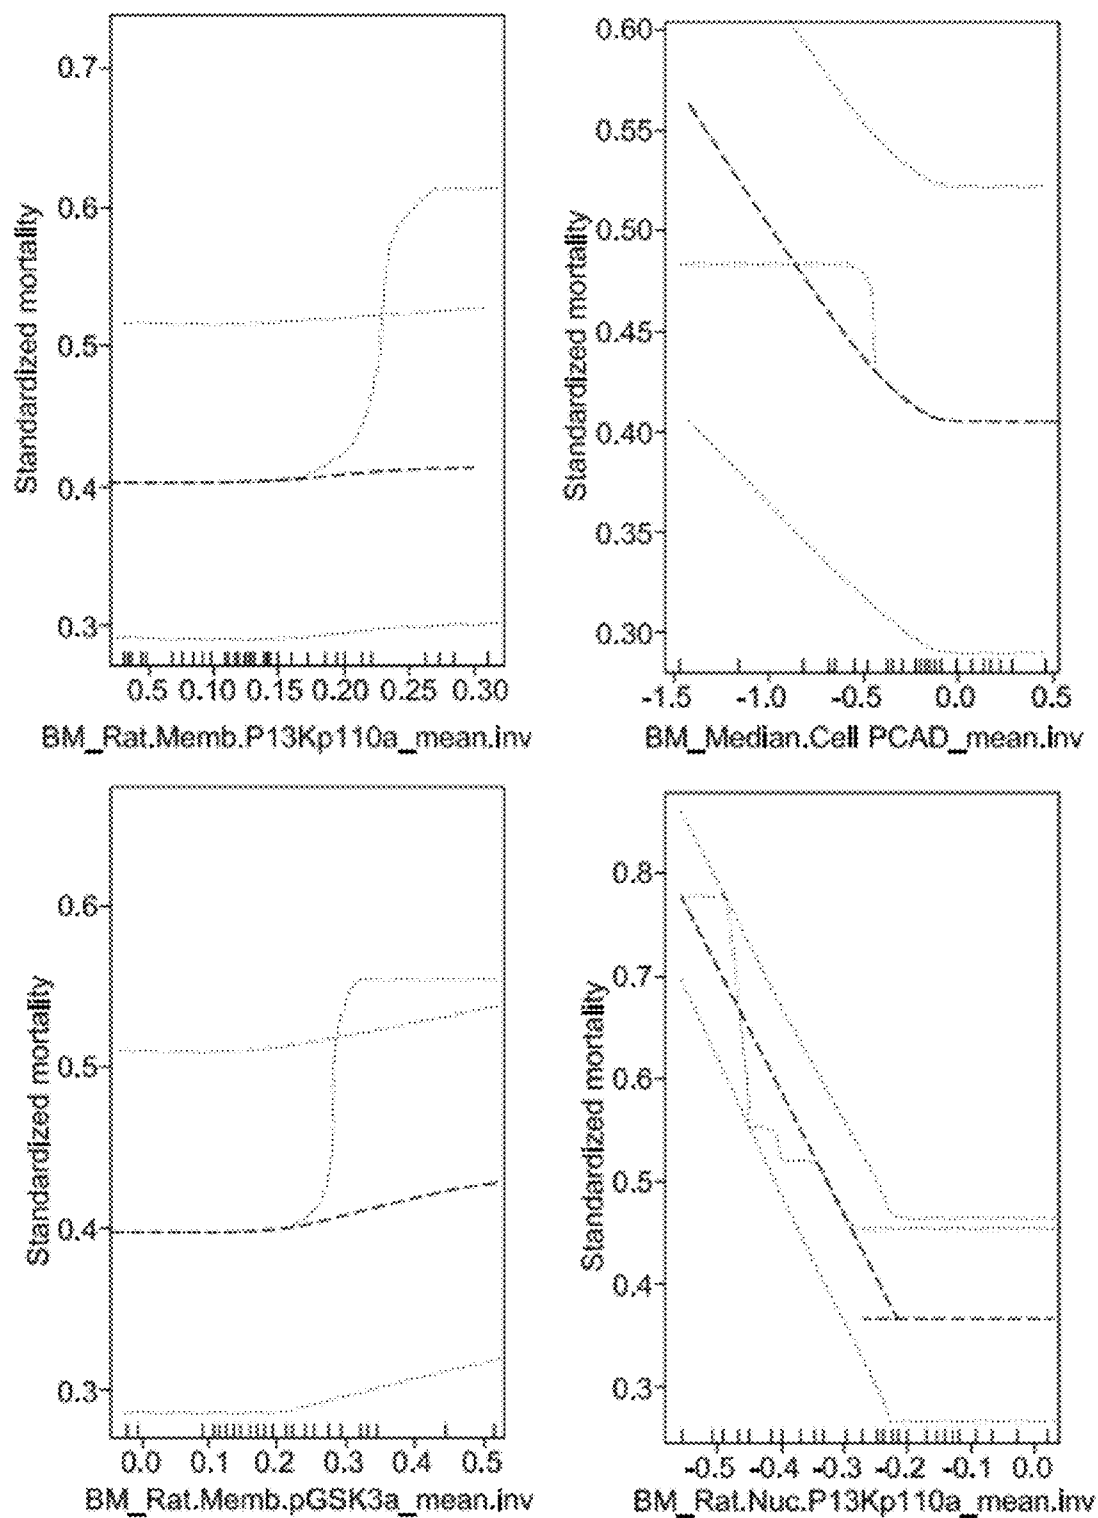 Standardized mortality
0.7
0.6
0.5
0.4
0.3
0.5 0.10 0.15 0.20 0.25 0.30
BM_Rat.Memb.P13Kp110a_mean.inv
Standardized mortality
0.60
0.55
0.50
0.45
0.40
0.35
0.30
-1.5 -1.0 -0.5 0.0 0.5
BM_Median.Cell PCAD_mean.inv
Standardized mortality
0.6
0.5
0.4
0.3
0.0 0.1 0.2 0.3 0.4 0.5
BM_Rat.Memb.pGSK3a_mean.inv
Standardized mortality
0.8
0.7
0.6
0.5
0.4
0.3
-0.5 -0.4 -0.3 -0.2 -0.1 0.0
BM_Rat.Nuc.P13Kp110a_mean.inv